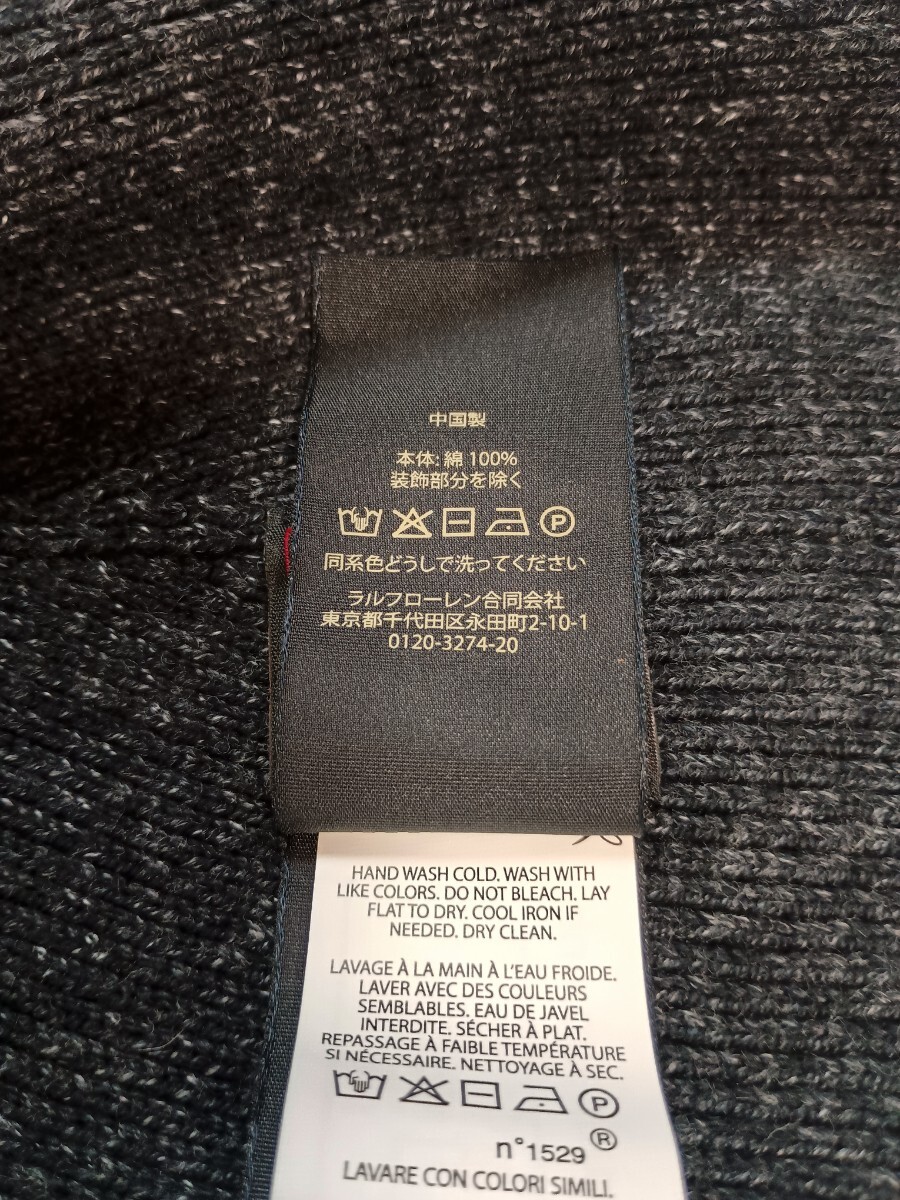 中国製
本体: 綿 100%
装飾部分を除く
P
同系色どうしで洗ってください
ラルフローレン合同会社
東京都千代田区永田町2-10-1
0120-3274-20
HAND WASH COLD. WASH WITH
LIKE COLORS. DO NOT BLEACH. LAY
FLAT TO DRY. COOL IRON IF
NEEDED. DRY CLEAN.
LAVAGE À LA MAIN À L'EAU FROIDE.
LAVER AVEC DES COULEURS
SEMBLABLES. EAU DE JAVEL
INTERDITE. SÉCHER À PLAT.
REPASSAGE À FAIBLE TEMPÉRATURE
SI NÉCESSAIRE. NETTOYAGE À SEC.
P
n°1529 ®
LAVARE CON COLORI SIMILI.